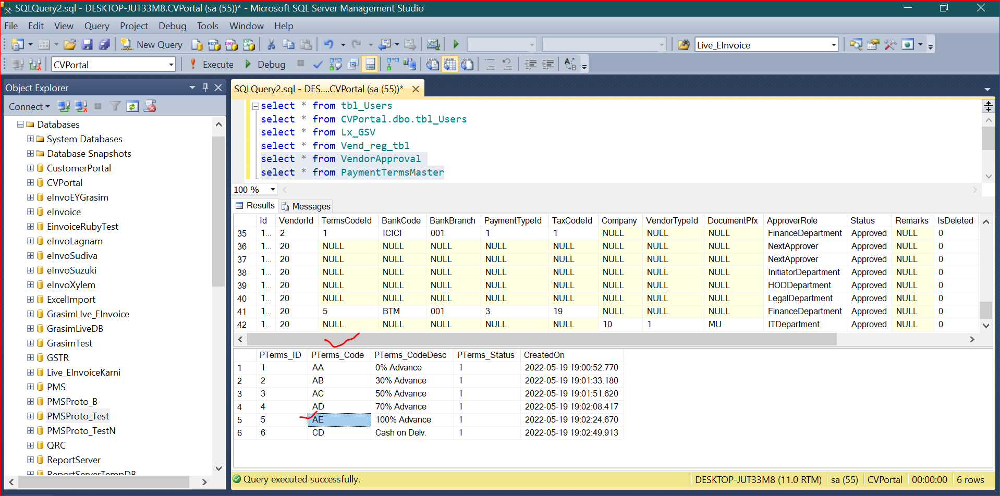 SQLQuery2.sql - DESKTOP-JUT33M8.CVPortal (sa (55))* - Microsoft SQL Server Management Studio
File Edit View Query Project Debug Tools Window Help
New Query Live_EInvoice
CVPortal Execute Debug
Object Explorer
Connect
Databases
System Databases
Database Snapshots
CustomerPortal
CVPortal
eInvoEYGrasim
eInvoice
EinvoiceRubyTest
eInvoLagnam
eInvoSudiva
eInvoSuzuki
eInvoXylem
ExcelImport
GrasimLIve_EInvoice
GrasimLiveDB
GrasimTest
GSTR
Live_EInvoiceKarni
PMS
PMSProto_B
PMSProto_Test
PMSProto_TestN
QRC
ReportServer
ReportServerTempDB
SQLQuery2.sql - DES....CVPortal (sa (55))*
select * from tbl_Users
select * from CVPortal.dbo.tbl_Users
select * from Lx_GSV
select * from Vend_reg_tbl
select * from VendorApproval
select * from PaymentTermsMaster
100 %
Results Messages
Id VendorId TermsCodeId BankCode BankBranch PaymentTypeId TaxCodeId Company VendorTypeId DocumentPfx ApproverRole Status Remarks IsDeleted
35 1... 2 1 ICICI 001 1 1 NULL NULL NULL FinanceDepartment Approved NULL 0
36 1... 20 NULL NULL NULL NULL NULL NULL NULL NULL NextApprover Approved NULL 0
37 1... 20 NULL NULL NULL NULL NULL NULL NULL NULL NextApprover Approved NULL 0
38 1... 20 NULL NULL NULL NULL NULL NULL NULL NULL InitiatorDepartment Approved NULL 0
39 1... 20 NULL NULL NULL NULL NULL NULL NULL NULL HODDepartment Approved NULL 0
40 1... 20 NULL NULL NULL NULL NULL NULL NULL NULL LegalDepartment Approved NULL 0
41 1... 20 5 BTM 001 3 19 NULL NULL NULL FinanceDepartment Approved NULL 0
42 1... 20 NULL NULL NULL NULL NULL 10 1 MU ITDepartment Approved NULL 0
PTerms_ID PTerms_Code PTerms_CodeDesc PTerms_Status CreatedOn
1 1 AA 0% Advance 1 2022-05-19 19:00:52.770
2 2 AB 30% Advance 1 2022-05-19 19:01:33.180
3 3 AC 50% Advance 1 2022-05-19 19:01:51.620
4 4 AD 70% Advance 1 2022-05-19 19:02:08.417
5 5 AE 100% Advance 1 2022-05-19 19:02:24.670
6 6 CD Cash on Delv. 1 2022-05-19 19:02:49.913
Query executed successfully. DESKTOP-JUT33M8 (11.0 RTM) sa (55) CVPortal 00:00:00 6 rows